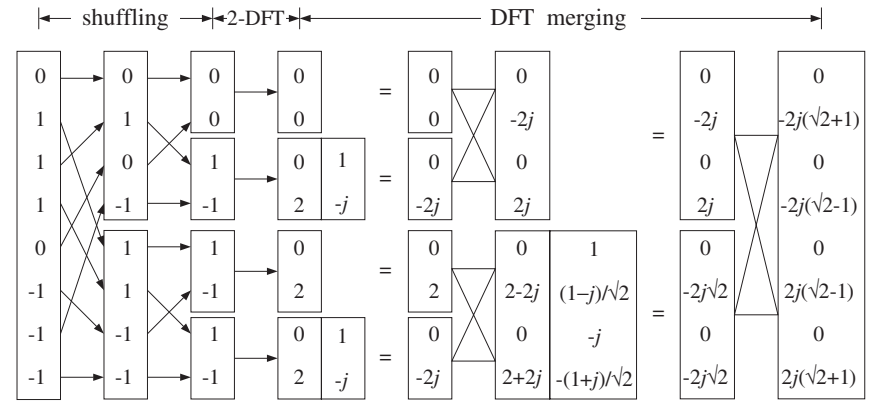 shuffling 2-DFT DFT merging
0 0 0 0 = 0 0 0 0
1 1 0 0 0 -2j -2j -2j(√2+1)
=
1 0 1 0 1 = 0 0 0 0
1 -1 -1 2 -j -2j 2j 2j -2j(√2-1)
0 1 1 0 = 0 0 1 0 0
-1 1 -1 2 2 2-2j (1−j)/√2 = -2j√2 2j(√2-1)
-1 -1 1 0 1 = 0 0 -j 0 0
-1 -1 -1 2 -j -2j 2+2j -(1+j)/√2 -2j√2 2j(√2+1)